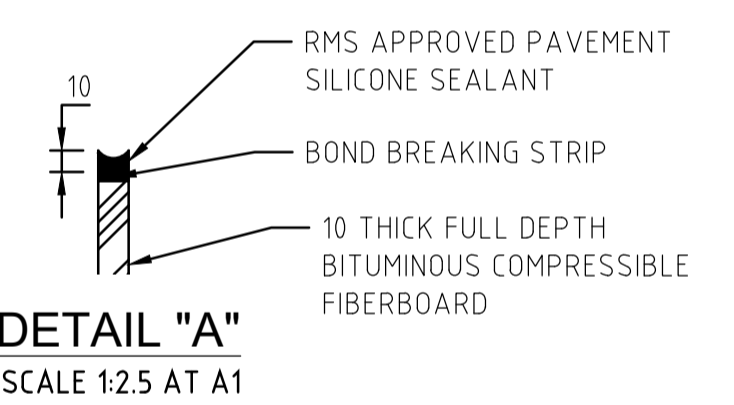 10
RMS APPROVED PAVEMENT
SILICONE SEALANT
BOND BREAKING STRIP
10 THICK FULL DEPTH
BITUMINOUS COMPRESSIBLE
FIBERBOARD
DETAIL "A"
SCALE 1:2.5 AT A1